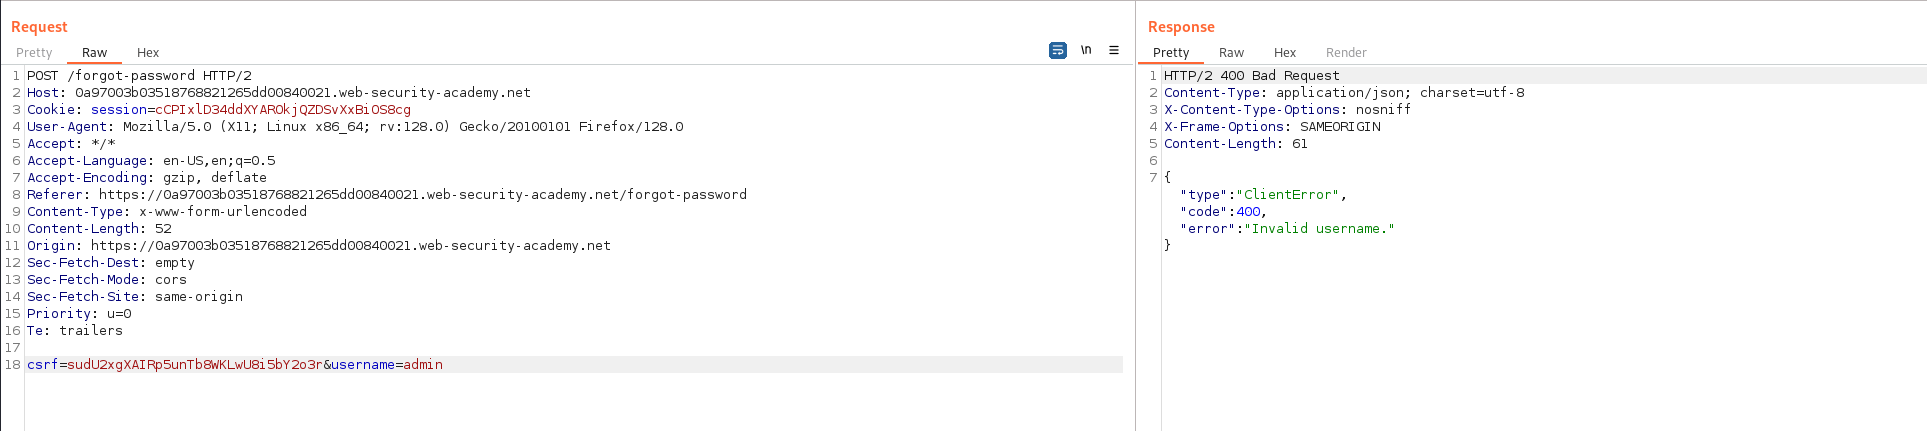 Request
Pretty Raw Hex
\n
1 POST /forgot-password HTTP/2
2 Host: 0a97003b03518768821265dd00840021.web-security-academy.net
3 Cookie: session=cCPIxlD34ddXYAROkjQZDSvXxBiOS8cg
4 User-Agent: Mozilla/5.0 (X11; Linux x86_64; rv:128.0) Gecko/20100101 Firefox/128.0
5 Accept: */*
6 Accept-Language: en-US,en;q=0.5
7 Accept-Encoding: gzip, deflate
8 Referer: https://0a97003b03518768821265dd00840021.web-security-academy.net/forgot-password
9 Content-Type: x-www-form-urlencoded
10 Content-Length: 52
11 Origin: https://0a97003b03518768821265dd00840021.web-security-academy.net
12 Sec-Fetch-Dest: empty
13 Sec-Fetch-Mode: cors
14 Sec-Fetch-Site: same-origin
15 Priority: u=0
16 Te: trailers
17
18 csrf=sudU2xgXAIRp5unTb8WKLwU8i5bY2o3r&username=admin
Response
Pretty Raw Hex Render
1 HTTP/2 400 Bad Request
2 Content-Type: application/json; charset=utf-8
3 X-Content-Type-Options: nosniff
4 X-Frame-Options: SAMEORIGIN
5 Content-Length: 61
6
7 {
"type":"ClientError",
"code":400,
"error":"Invalid username."
}